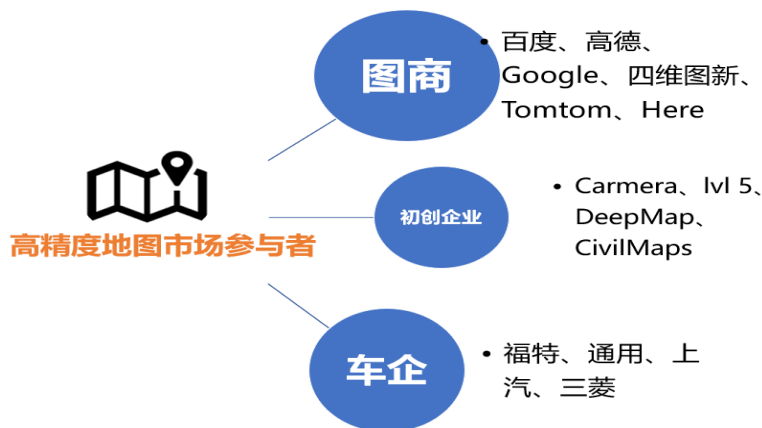 高精度地图市场参与者
图商
• 百度、高德、
Google、四维图新、
Tomtom、Here
初创企业
• Carmera、lvl 5、
DeepMap、
CivilMaps
车企
• 福特、通用、上
汽、三菱